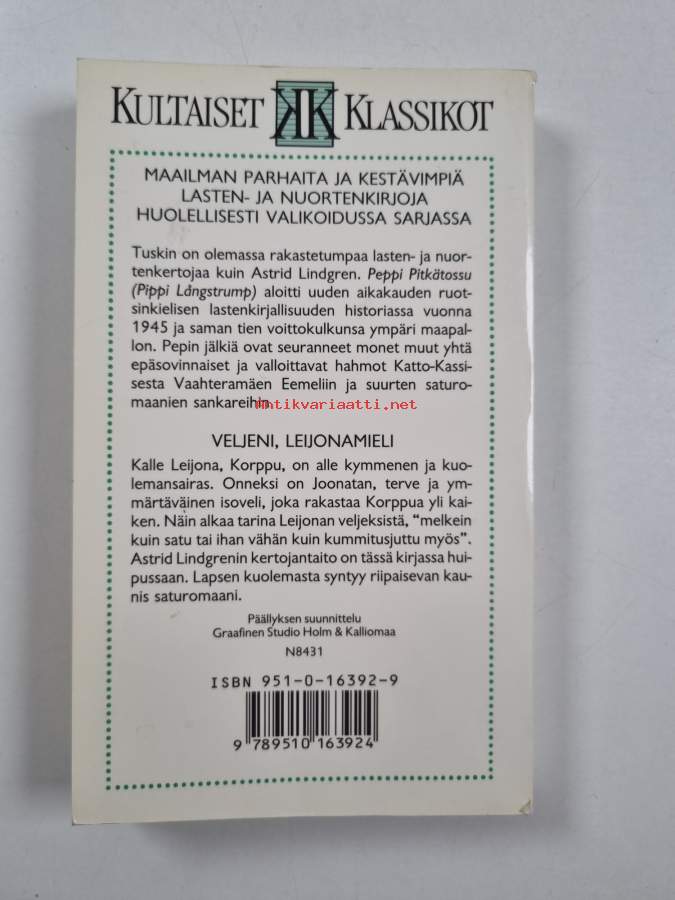 KULTAISET KK KLASSIKOT
MAAILMAN PARHAITA JA KESTÄVIMPIÄ
LASTEN- JA NUORTENKIRJOJA
HUOLELLISESTI VALIKOIDUSSA SARJASSA
Tuskin on olemassa rakastetumpaa lasten- ja nuor-
tenkertojaa kuin Astrid Lindgren. Peppi Pitkätossu
(Pippi Långstrump) aloitti uuden aikakauden ruot-
sinkielisen lastenkirjallisuuden historiassa vuonna
1945 ja saman tien voittokulkunsa ympäri maapal-
lon. Pepin jälkiä ovat seuranneet monet muut yhtä
epäsovinnaiset ja valloittavat hahmot Katto-Kassi-
sesta Vaahteramäen Eemeliin ja suurten saturo-
maanien sankareihin.
Antikvariaatti.net
VELJENI, LEIJONAMIELI
Kalle Leijona, Korppu, on alle kymmenen ja kuo-
lemansairas. Onneksi on Joonatan, terve ja ym-
märtäväinen isoveli, joka rakastaa Korppua yli kai-
ken. Näin alkaa tarina Leijonan veljeksistä, “melkein
kuin satu tai ihan vähän kuin kummitusjuttu myös”.
Astrid Lindgrenin kertojantaito on tässä kirjassa hui-
pussaan. Lapsen kuolemasta syntyy riipaisevan kau-
nis saturomaani.
Päällyksen suunnittelu
Graafinen Studio Holm & Kalliomaa
N8431
ISBN 951-0-16392-9
9 789510 163924